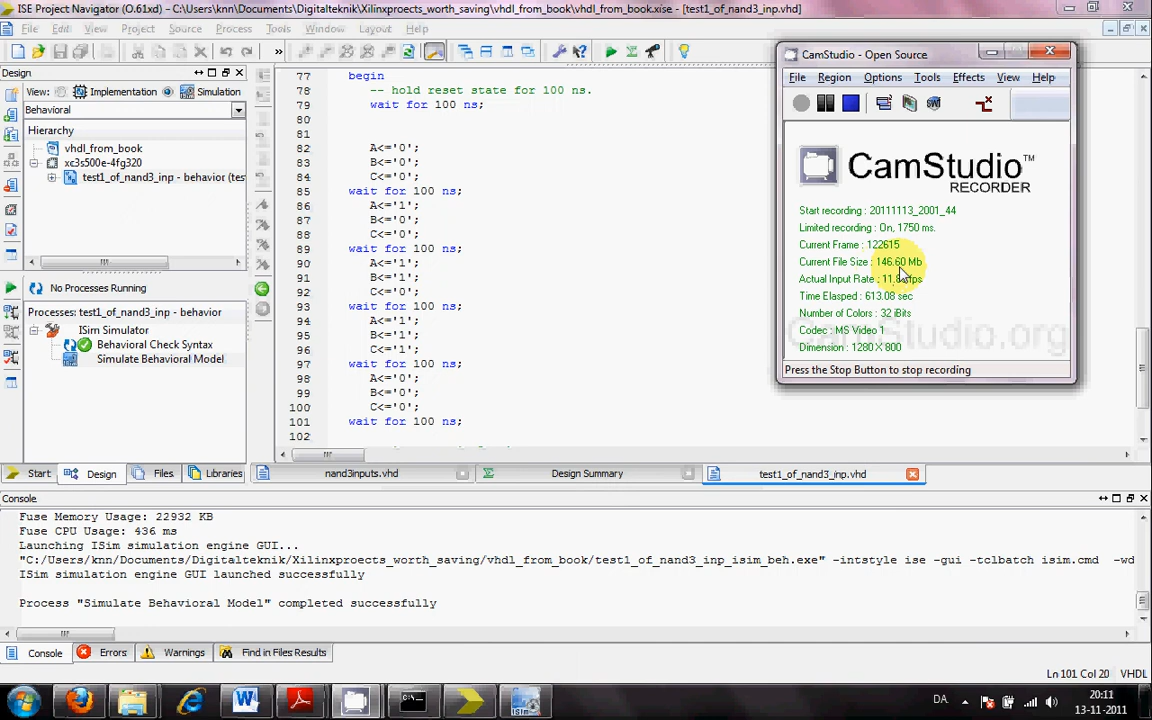 ISE Project Navigator (O.61xd) - C:\Users\knn\Documents\Digitalteknik\Xilinxproects_worth_saving\vhdl_from_book\vhdl_from_book.xise - [test1_of_nand3_inp.vhd]
File Edit View Project Source Process Tools Window Layout Help
Design
View: Implementation Simulation
Behavioral
Hierarchy
vhdl_from_book
xc3s500e-4fg320
test1_of_nand3_inp - behavior (tes
No Processes Running
Processes: test1_of_nand3_inp - behavior
ISim Simulator
Behavioral Check Syntax
Simulate Behavioral Model
Start Design Files Libraries
77 begin
78 -- hold reset state for 100 ns.
79 wait for 100 ns;
80
81
82 A<='0';
83 B<='0';
84 C<='0';
85 wait for 100 ns;
86 A<='1';
87 B<='0';
88 C<='0';
89 wait for 100 ns;
90 A<='1';
91 B<='1';
92 C<='0';
93 wait for 100 ns;
94 A<='1';
95 B<='1';
96 C<='1';
97 wait for 100 ns;
98 A<='0';
99 B<='0';
100 C<='0';
101 wait for 100 ns;
102
nand3inputs.vhd Design Summary test1_of_nand3_inp.vhd
CamStudio - Open Source
File Region Options Tools Effects View Help
CamStudio™
RECORDER
Start recording : 20111113_2001_44
Limited recording : On, 1750 ms.
Current Frame : 122615
Current File Size : 146.60 Mb
Actual Input Rate : fps
Time Elasped : 613.08 sec
Number of Colors : 32 iBits
Codec : MS Video 1
Dimension : 1280 X 800
CamStudio.org
Press the Stop Button to stop recording
Console
Fuse Memory Usage: 22932 KB
Fuse CPU Usage: 436 ms
Launching ISim simulation engine GUI...
"C:/Users/knn/Documents/Digitalteknik/Xilinxproects_worth_saving/vhdl_from_book/test1_of_nand3_inp_isim_beh.exe" -intstyle ise -gui -tclbatch isim.cmd -wd
ISim simulation engine GUI launched successfully
Process "Simulate Behavioral Model" completed successfully
Console Errors Warnings Find in Files Results
Ln 101 Col 20 VHDL
DA
20:11
13-11-2011